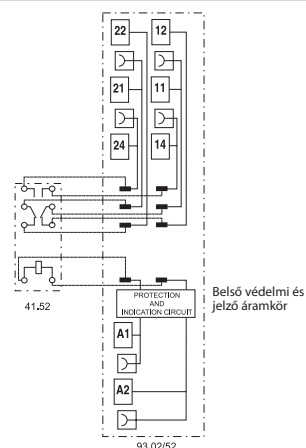 22 12
21 11
24 14
41.52
PROTECTION
AND
INDICATION CIRCUIT
Belső védelmi és
jelző áramkör
A1
A2
93.02/52